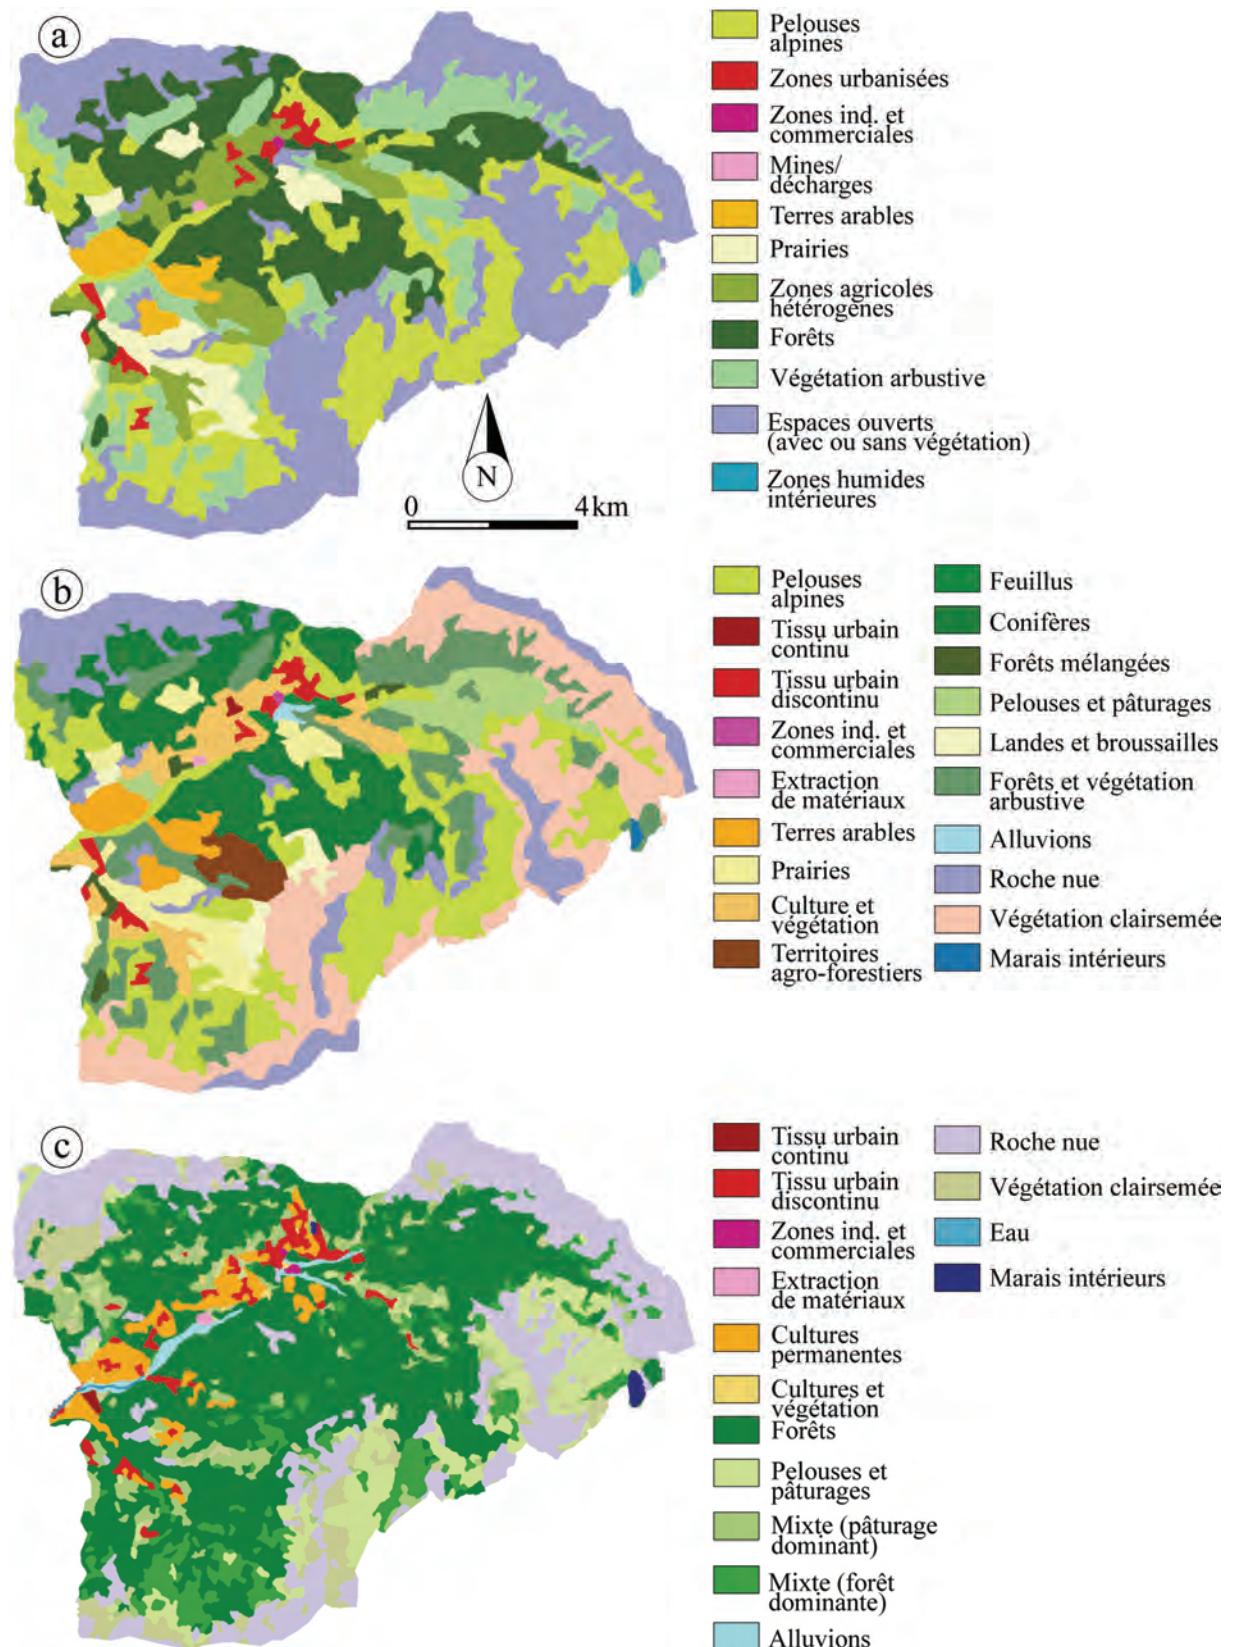 a
Pelouses
alpines
Zones urbanisées
Zones ind. et
commerciales
Mines/
décharges
Terres arables
Prairies
Zones agricoles
hétérogènes
Forêts
Végétation arbustive
Espaces ouverts
(avec ou sans végétation)
Zones humides
intérieures
N
0 4 km
b
Pelouses
alpines
Tissu urbain
continu
Tissu urbain
discontinu
Zones ind. et
commerciales
Extraction
de matériaux
Terres arables
Prairies
Culture et
végétation
Territoires
agro-forestiers
Feuillus
Conifères
Forêts mélangées
Pelouses et pâturages
Landes et broussailles
Forêts et végétation
arbustive
Alluvions
Roche nue
Végétation clairsemée
Marais intérieurs
c
Tissu urbain
continu
Tissu urbain
discontinu
Zones ind. et
commerciales
Extraction
de matériaux
Cultures
permanentes
Cultures et
végétation
Forêts
Pelouses et
pâturages
Mixte (pâturage
dominant)
Mixte (forêt
dominante)
Alluvions
Roche nue
Végétation clairsemée
Eau
Marais intérieurs